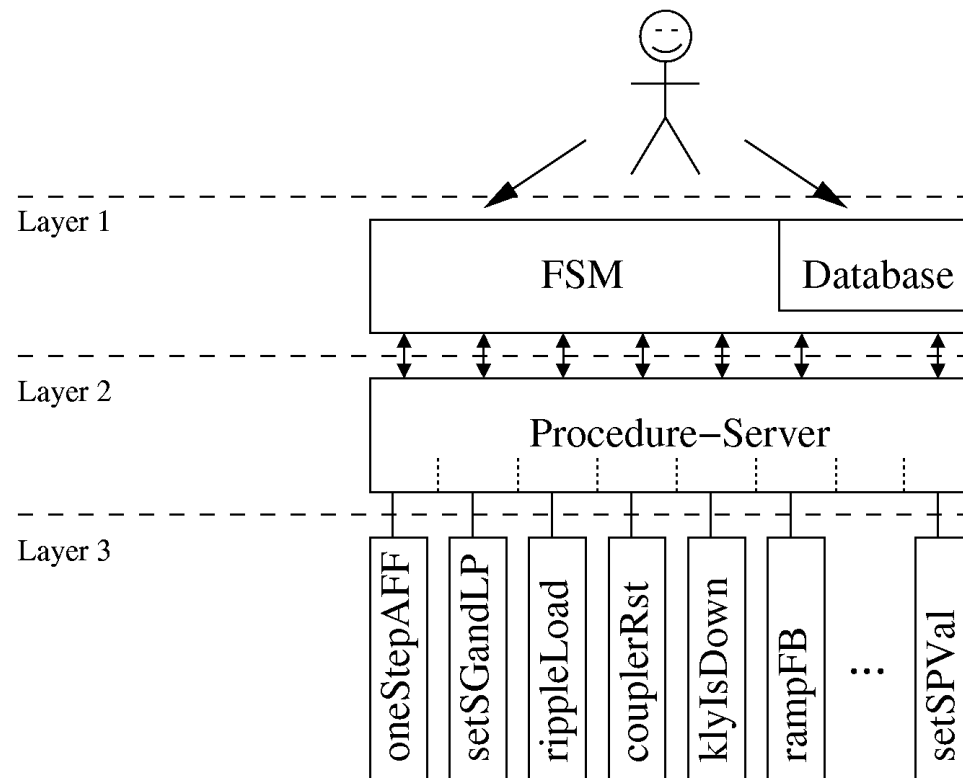 Layer 1
FSM
Database
Layer 2
Procedure−Server
Layer 3
oneStepAFF
setSGandLP
rippleLoad
couplerRst
klyIsDown
rampFB
...
setSPVal